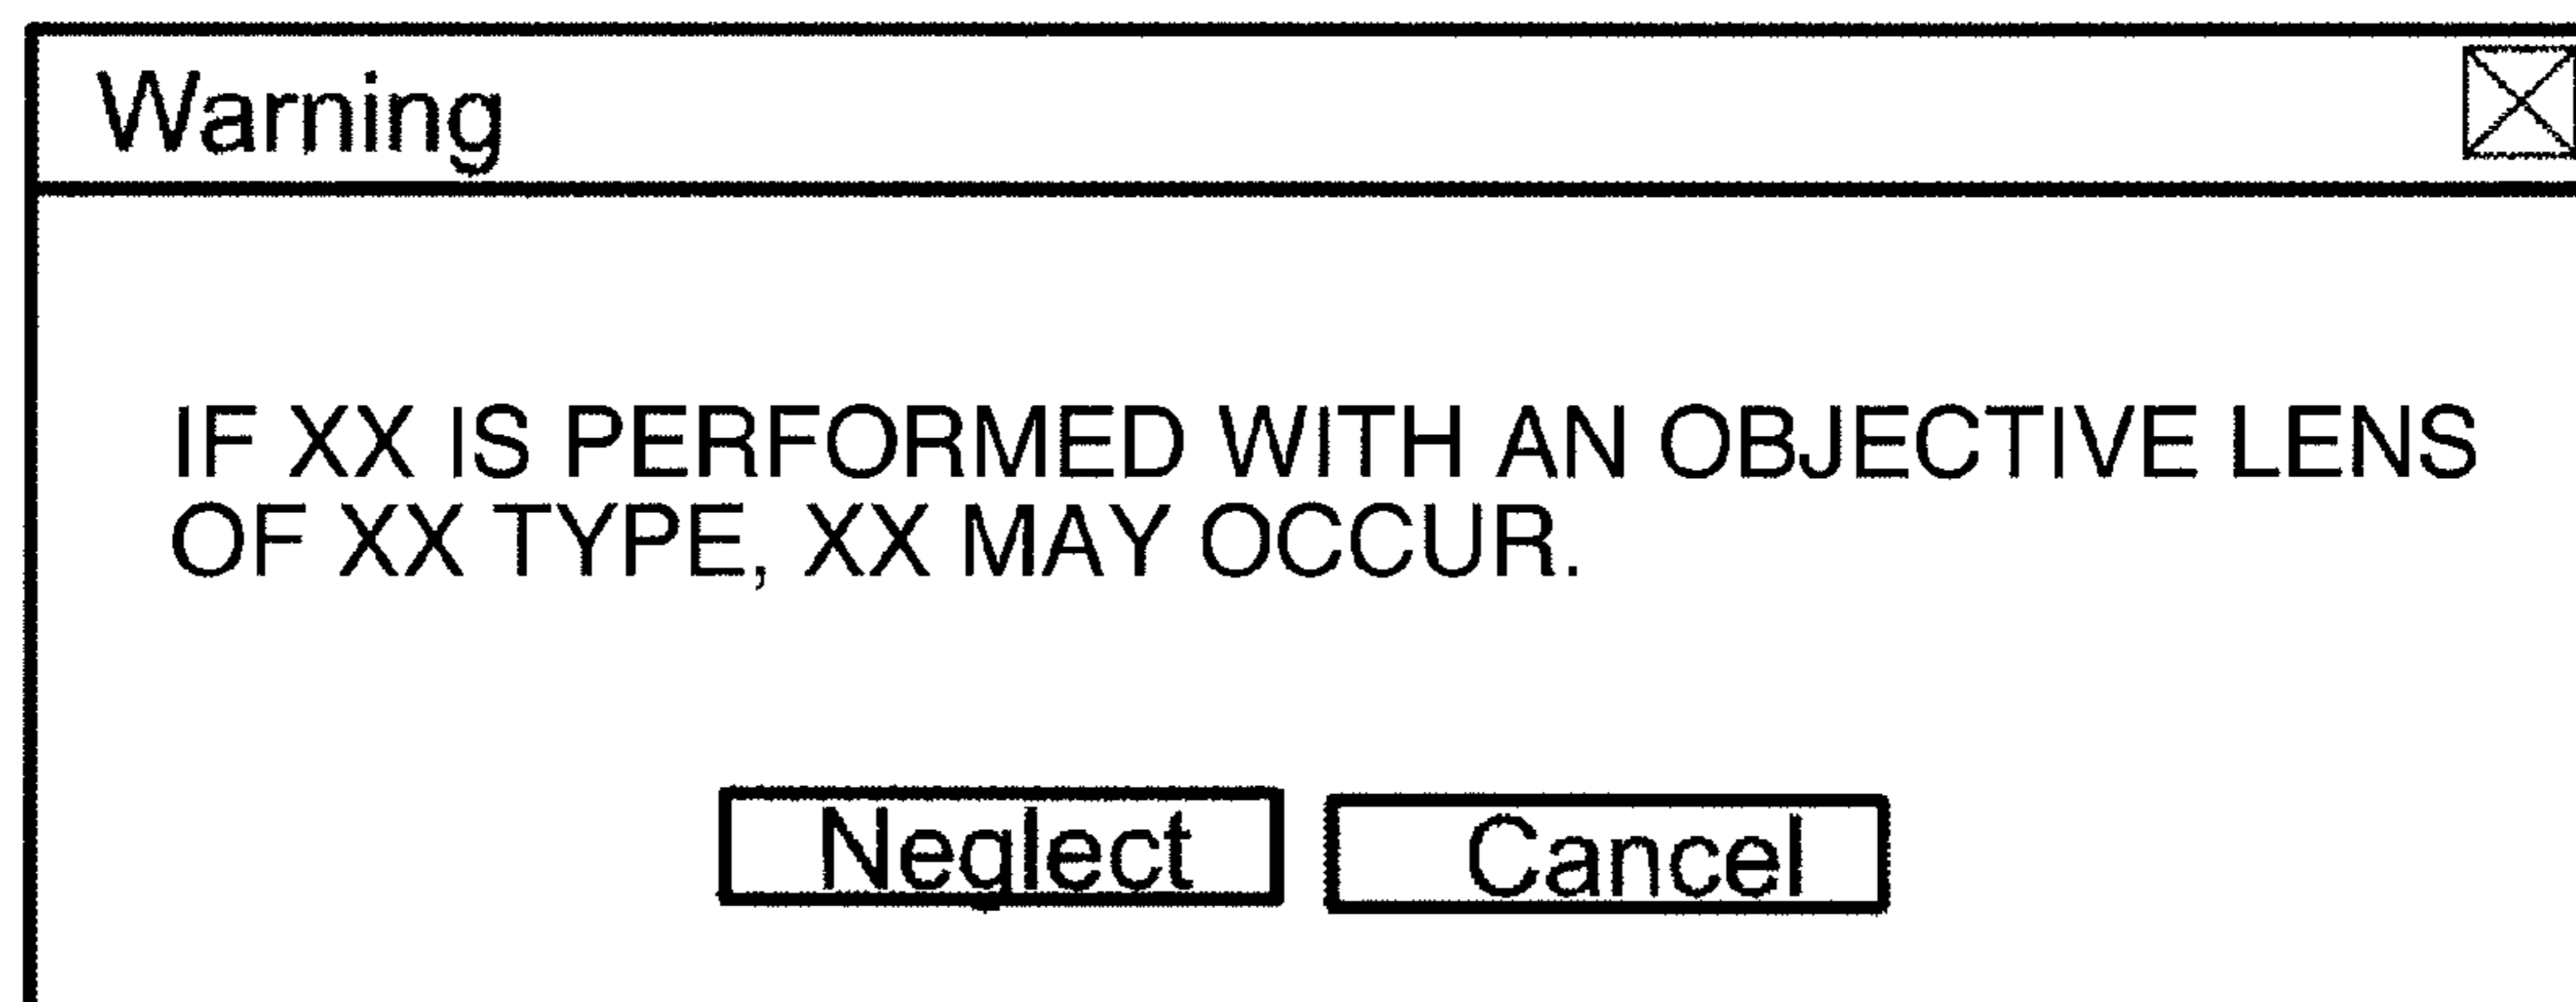 Warning
IF XX IS PERFORMED WITH AN OBJECTIVE LENS
OF XX TYPE, XX MAY OCCUR.
Neglect Cancel